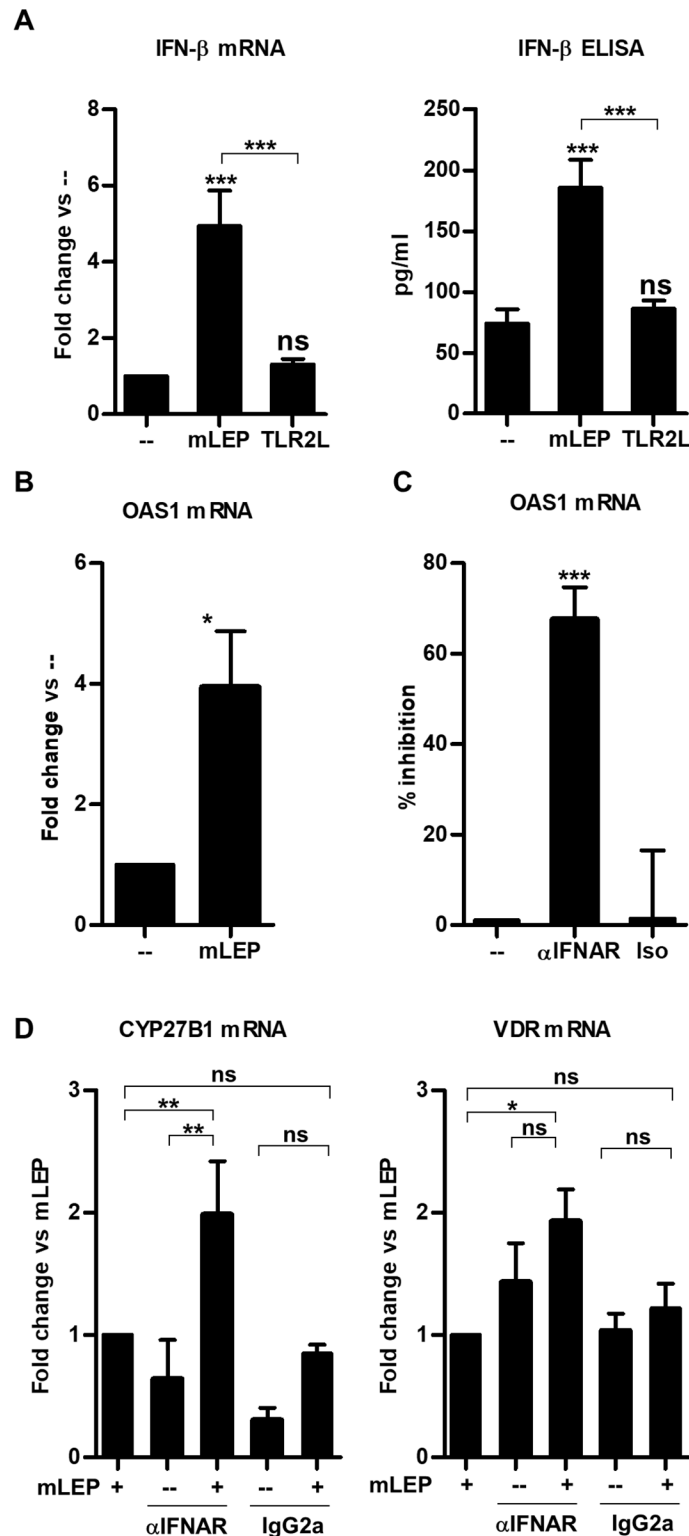 A
IFN-β mRNA
IFN-β ELISA
Fold change vs --
8
6
4
2
0
***
***
ns
-- mLEP TLR2L
pg/ml
250
200
150
100
50
0
***
***
ns
-- mLEP TLR2L
B
C
OAS1 mRNA
OAS1 mRNA
Fold change vs --
6
4
2
0
*
-- mLEP
% inhibition
80
60
40
20
0
***
-- αIFNAR Iso
D
CYP27B1 mRNA
VDR mRNA
Fold change vs mLEP
3
2
1
0
ns
**
**
ns
mLEP + -- + -- +
αIFNAR IgG2a
Fold change vs mLEP
3
2
1
0
ns
*
ns
ns
mLEP + -- + -- +
αIFNAR IgG2a